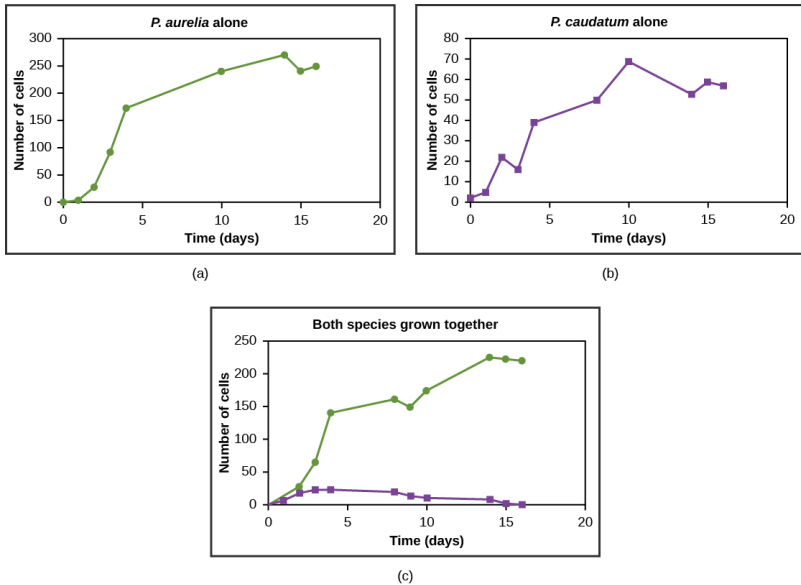 P. aurelia alone
300
250
200
150
100
50
0
Number of cells
0 5 10 15 20
Time (days)
(a)
P. caudatum alone
80
70
60
50
40
30
20
10
0
Number of cells
0 5 10 15 20
Time (days)
(b)
Both species grown together
250
200
150
100
50
0
Number of cells
0 5 10 15 20
Time (days)
(c)